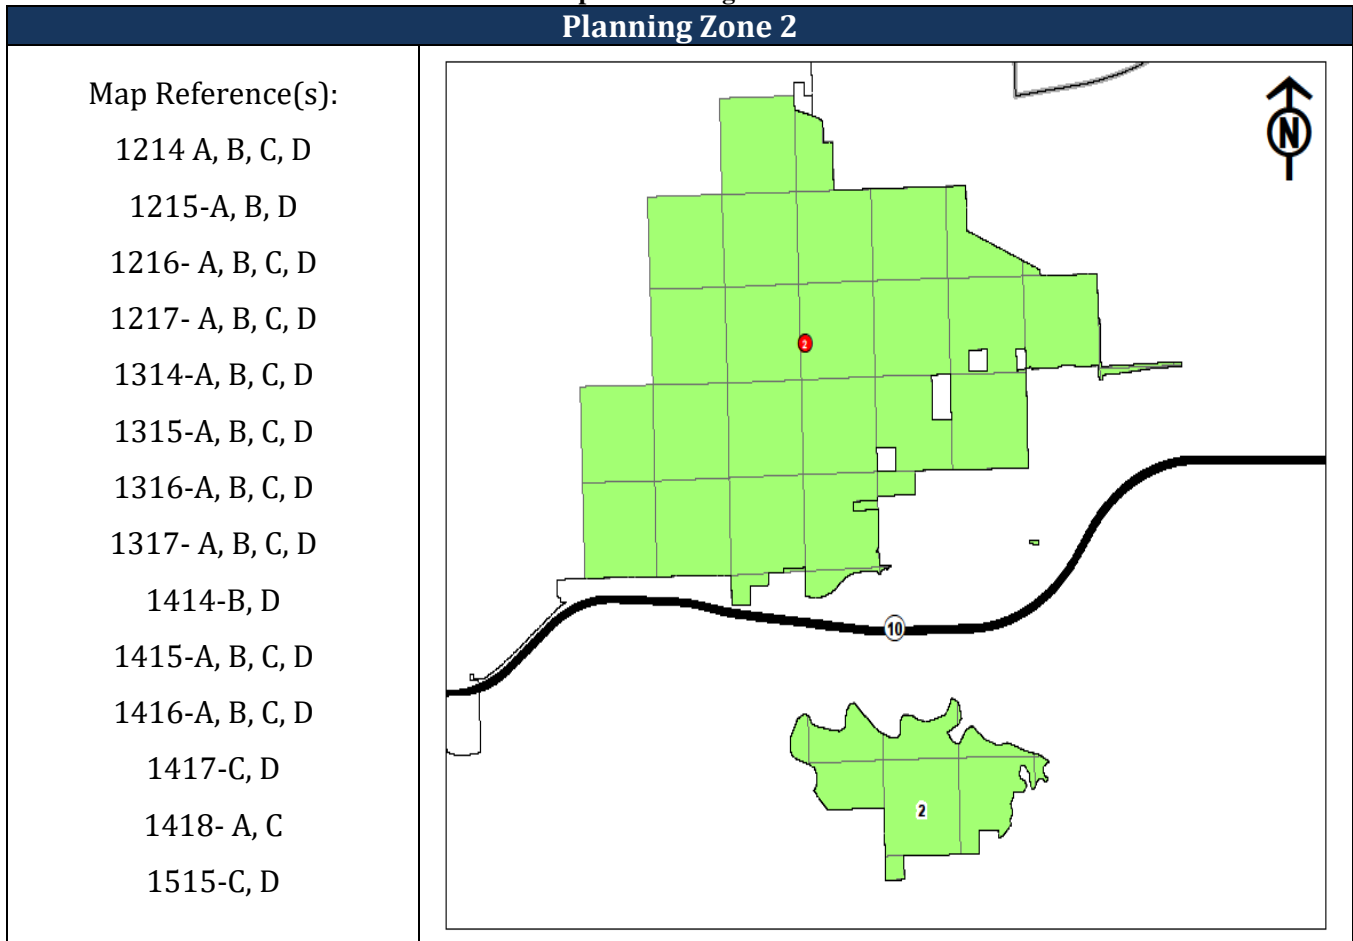 Planning Zone 2
Map Reference(s):
1214 A, B, C, D
1215-A, B, D
1216- A, B, C, D
1217- A, B, C, D
1314-A, B, C, D
1315-A, B, C, D
1316-A, B, C, D
1317- A, B, C, D
1414-B, D
1415-A, B, C, D
1416-A, B, C, D
1417-C, D
1418- A, C
1515-C, D
N
2
10
2